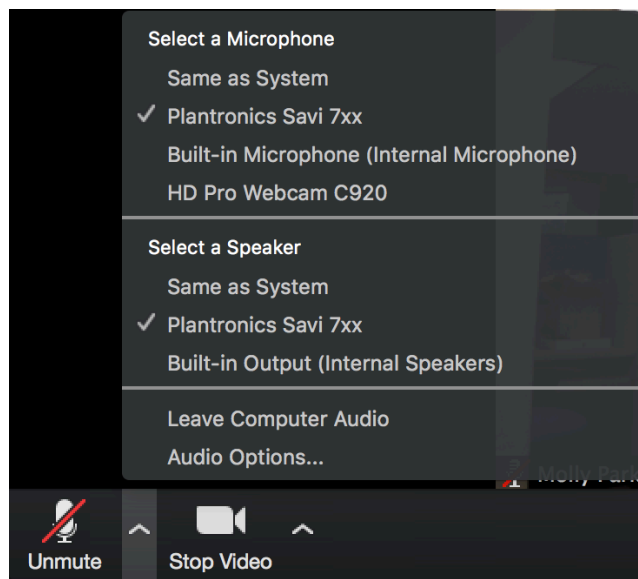 Select a Microphone
Same as System
✓ Plantronics Savi 7xx
Built-in Microphone (Internal Microphone)
HD Pro Webcam C920
Select a Speaker
Same as System
✓ Plantronics Savi 7xx
Built-in Output (Internal Speakers)
Leave Computer Audio
Audio Options...
Molly Park
Unmute
Stop Video